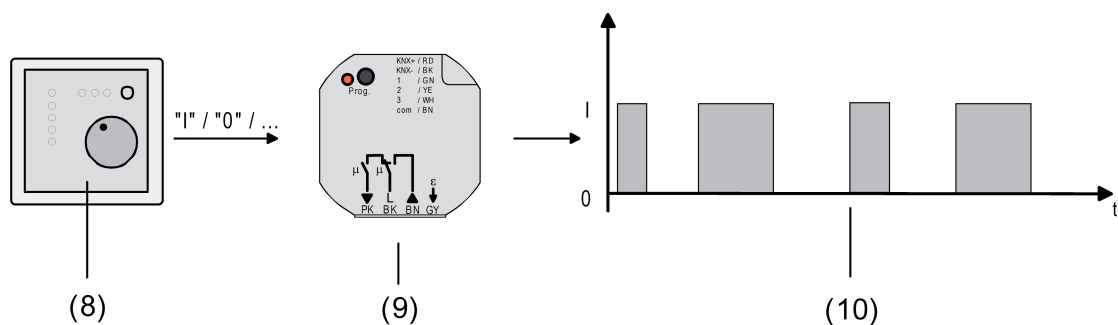 "I" / "0" / ...
KNX+ / RD
KNX- / BK
1 / GN
2 / YE
3 / WH
com / BN
Prog.
µ µ
L ε
PK BK BN GY
I
0
t
(8)
(9)
(10)